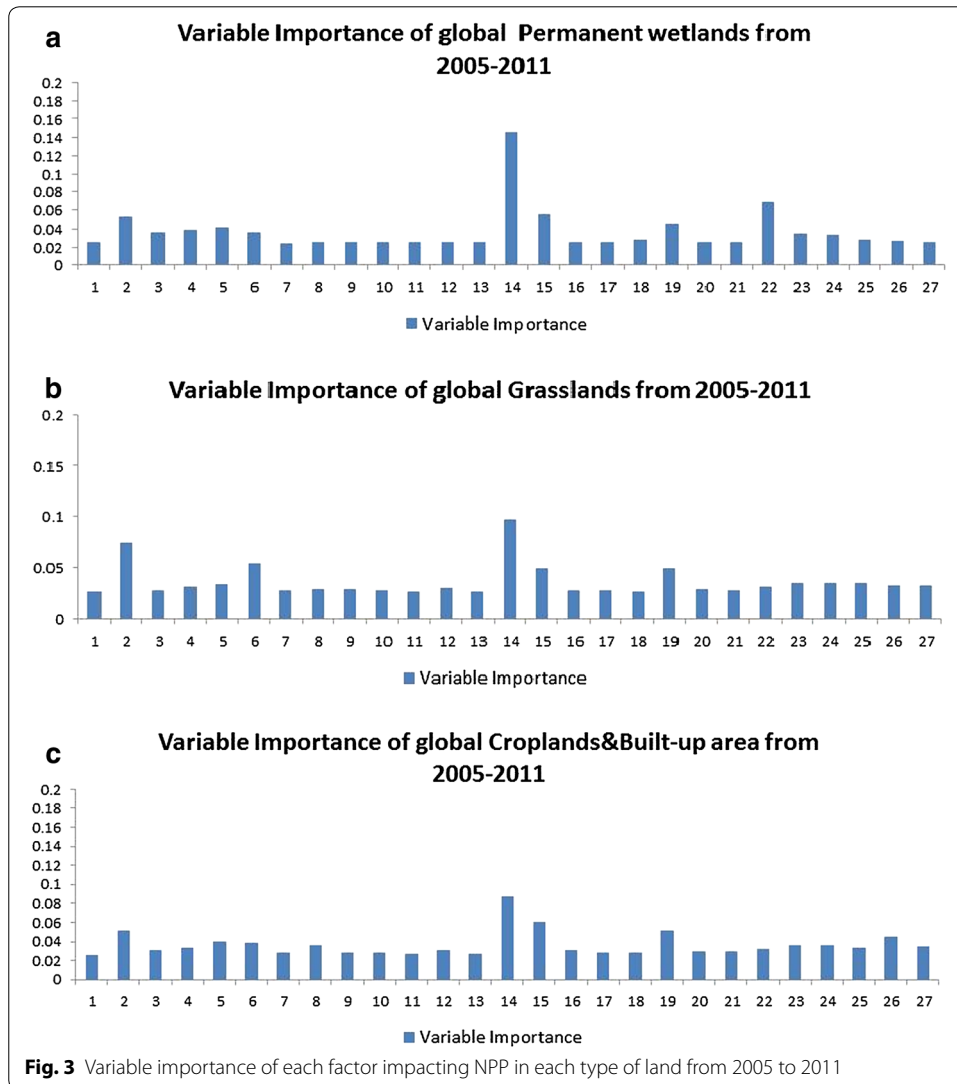 a
Variable Importance of global Permanent wetlands from
2005-2011
0.2
0.18
0.16
0.14
0.12
0.1
0.08
0.06
0.04
0.02
0
1 2 3 4 5 6 7 8 9 10 11 12 13 14 15 16 17 18 19 20 21 22 23 24 25 26 27
Variable Importance
b
Variable Importance of global Grasslands from 2005-2011
0.2
0.15
0.1
0.05
0
1 2 3 4 5 6 7 8 9 10 11 12 13 14 15 16 17 18 19 20 21 22 23 24 25 26 27
Variable Importance
c
Variable Importance of global Croplands&Built-up area from
2005-2011
0.2
0.18
0.16
0.14
0.12
0.1
0.08
0.06
0.04
0.02
0
1 2 3 4 5 6 7 8 9 10 11 12 13 14 15 16 17 18 19 20 21 22 23 24 25 26 27
Variable Importance
Fig. 3 Variable importance of each factor impacting NPP in each type of land from 2005 to 2011